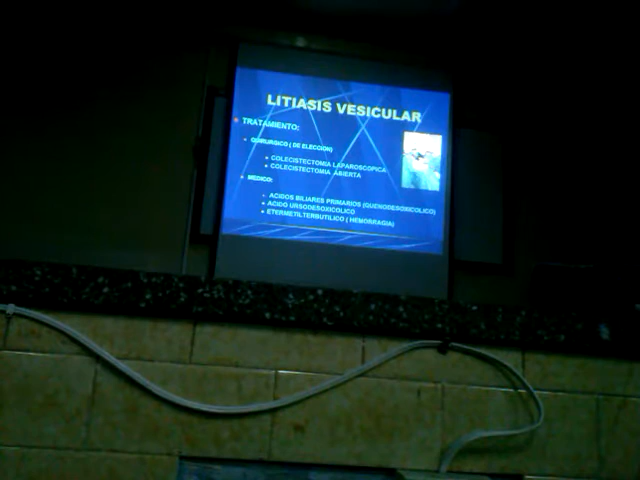 LITIASIS VESICULAR
TRATAMIENTO:
QUIRURGICO ( DE ELECCION)
COLECISTECTOMIA LAPAROSCOPICA
COLECISTECTOMIA ABIERTA
MEDICO:
ACIDOS BILIARES PRIMARIOS (QUENODESOXICOLICO)
ACIDO URSODESOXICOLICO
ETERMETILTERBUTILICO ( HEMORRAGIA)